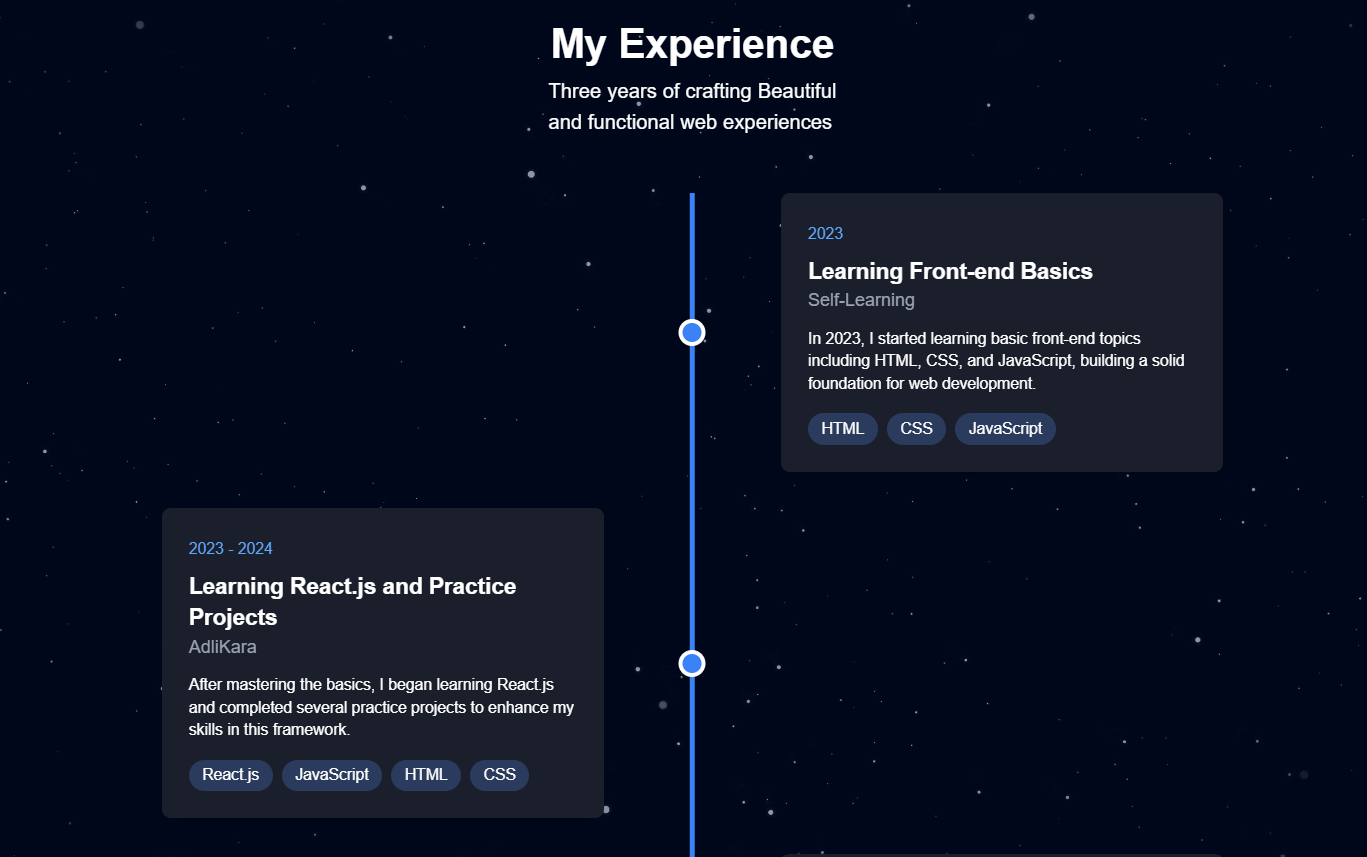 My Experience
Three years of crafting Beautiful
and functional web experiences
2023
Learning Front-end Basics
Self-Learning
In 2023, I started learning basic front-end topics
including HTML, CSS, and JavaScript, building a solid
foundation for web development.
HTML CSS JavaScript
2023 - 2024
Learning React.js and Practice
Projects
AdliKara
After mastering the basics, I began learning React.js
and completed several practice projects to enhance my
skills in this framework.
React.js JavaScript HTML CSS